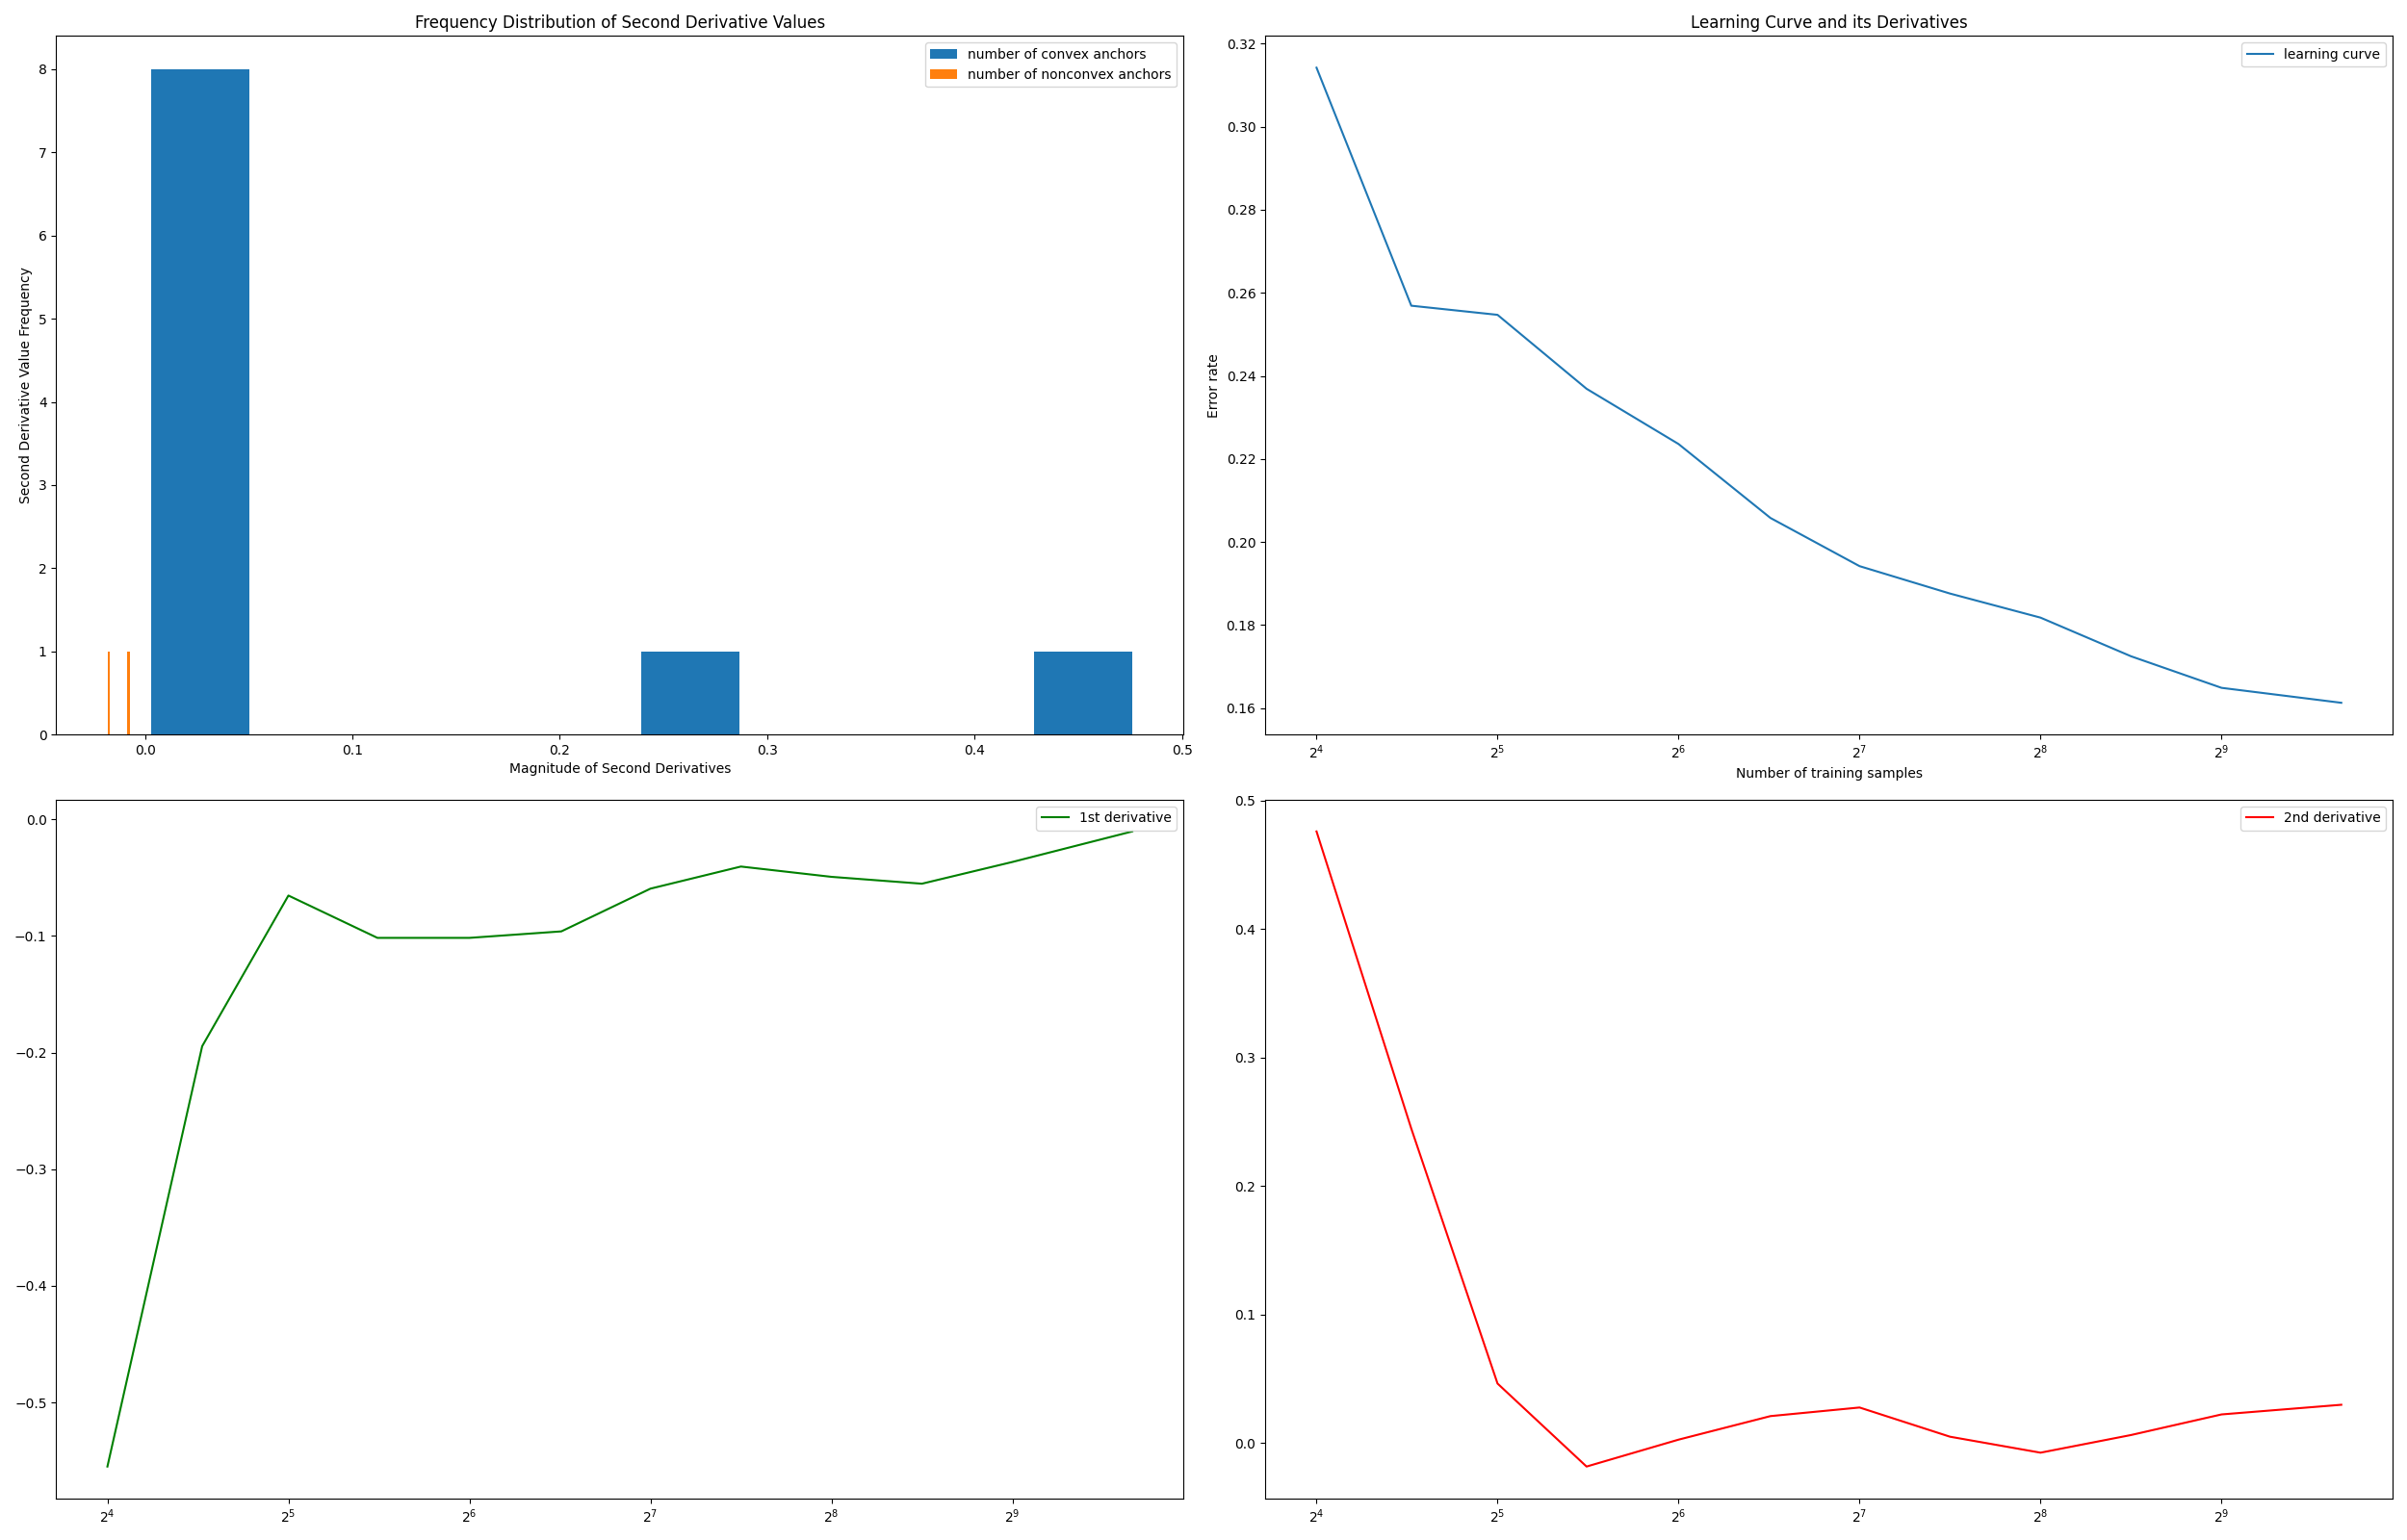 Frequency Distribution of Second Derivative Values
number of convex anchors
number of nonconvex anchors
8
7
6
5
4
3
2
1
0
Second Derivative Value Frequency
0.0 0.1 0.2 0.3 0.4 0.5
Magnitude of Second Derivatives
Learning Curve and its Derivatives
learning curve
0.32
0.30
0.28
0.26
0.24
0.22
0.20
0.18
0.16
Error rate
2⁴ 2⁵ 2⁶ 2⁷ 2⁸ 2⁹
Number of training samples
1st derivative
0.0
−0.1
−0.2
−0.3
−0.4
−0.5
2⁴ 2⁵ 2⁶ 2⁷ 2⁸ 2⁹
2nd derivative
0.5
0.4
0.3
0.2
0.1
0.0
2⁴ 2⁵ 2⁶ 2⁷ 2⁸ 2⁹